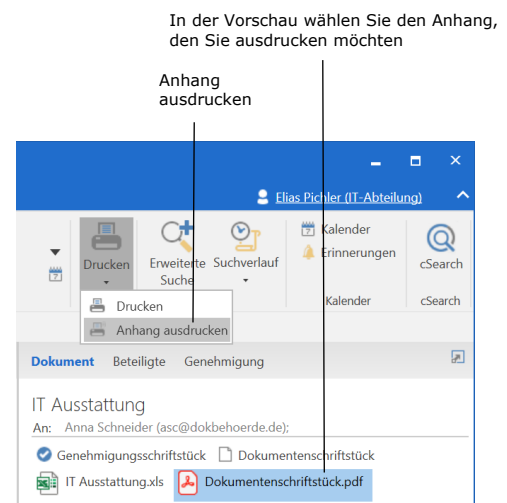 In der Vorschau wählen Sie den Anhang,
den Sie ausdrucken möchten
Anhang
ausdrucken
Elias Pichler (IT-Abteilung)
Drucken
Erweiterte
Suche
Suchverlauf
Kalender
Erinnerungen
Kalender
cSearch
cSearch
Drucken
Anhang ausdrucken
Dokument Beteiligte Genehmigung
IT Ausstattung
An: Anna Schneider (asc@dokbehoerde.de);
Genehmigungsschriftstück Dokumentenschriftstück
IT Ausstattung.xls Dokumentenschriftstück.pdf